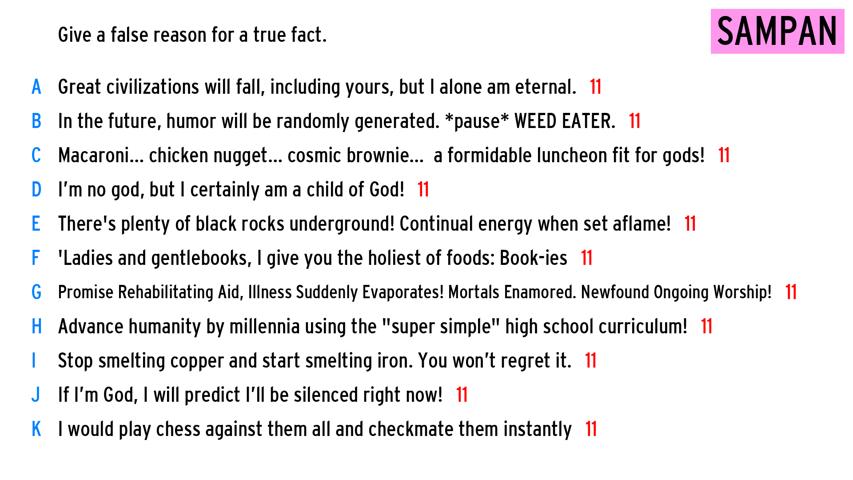 Give a false reason for a true fact.
SAMPAN
A Great civilizations will fall, including yours, but I alone am eternal. 11
B In the future, humor will be randomly generated. *pause* WEED EATER. 11
C Macaroni... chicken nugget... cosmic brownie... a formidable luncheon fit for gods! 11
D I'm no god, but I certainly am a child of God! 11
E There's plenty of black rocks underground! Continual energy when set aflame! 11
F 'Ladies and gentlebooks, I give you the holiest of foods: Book-ies 11
G Promise Rehabilitating Aid, Illness Suddenly Evaporates! Mortals Enamored. Newfound Ongoing Worship! 11
H Advance humanity by millennia using the "super simple" high school curriculum! 11
I Stop smelting copper and start smelting iron. You won't regret it. 11
J If I'm God, I will predict I'll be silenced right now! 11
K I would play chess against them all and checkmate them instantly 11